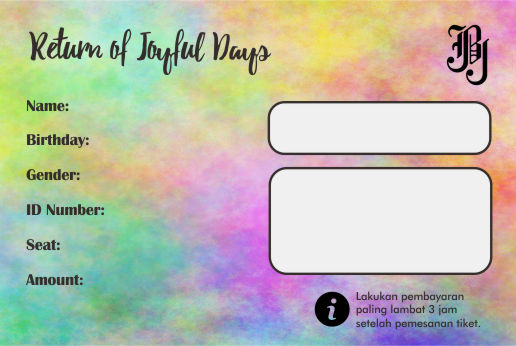 Return of Joyful Days
Name:
Birthday:
Gender:
ID Number:
Seat:
Amount:
i
Lakukan pembayaran
paling lambat 3 jam
setelah pemesanan tiket.